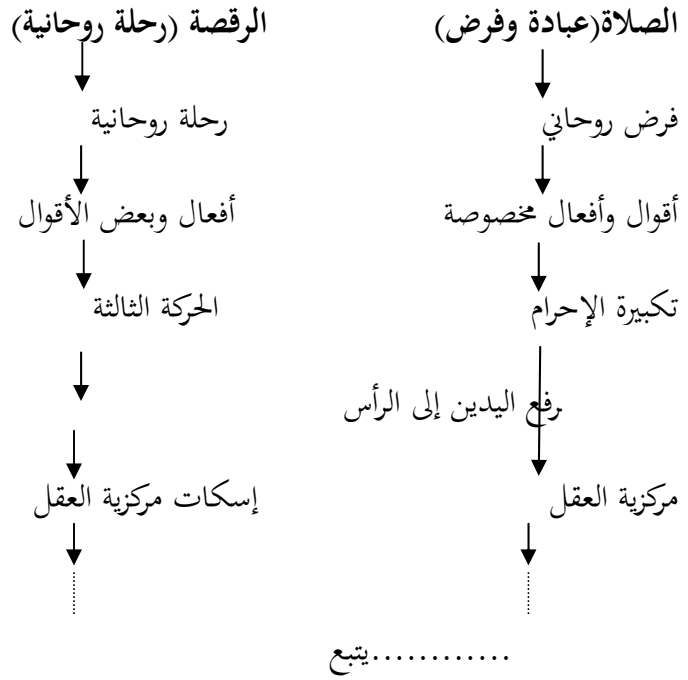 الصلاة(عبادة وفرض) الرقصة (رحلة روحانية)
فرض روحاني رحلة روحانية
أقوال وأفعال مخصوصة أفعال وبعض الأقوال
تكبيرة الإحرام الحركة الثالثة
رفع اليدين إلى الرأس
مركزية العقل إسكات مركزية العقل
............يتبع